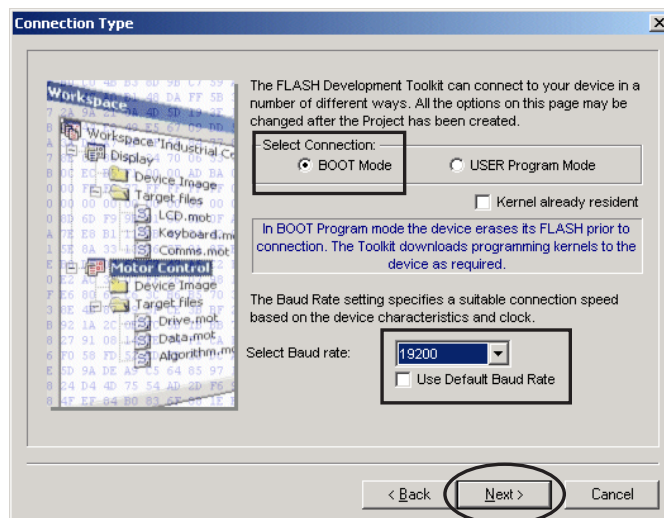 Connection Type
Workspace
Workspace 'Industrial Co
Display
Device Image
Target files
LCD.mot
Keyboard.m
Comms.mot
Motor Control
Device Image
Target files
Drive.mot
Data.mot
Algorithm.mo
The FLASH Development Toolkit can connect to your device in a
number of different ways. All the options on this page may be
changed after the Project has been created.
Select Connection:
BOOT Mode
USER Program Mode
Kernel already resident
In BOOT Program mode the device erases its FLASH prior to
connection. The Toolkit downloads programming kernels to the
device as required.
The Baud Rate setting specifies a suitable connection speed
based on the device characteristics and clock.
Select Baud rate:
19200
Use Default Baud Rate
< Back
Next >
Cancel